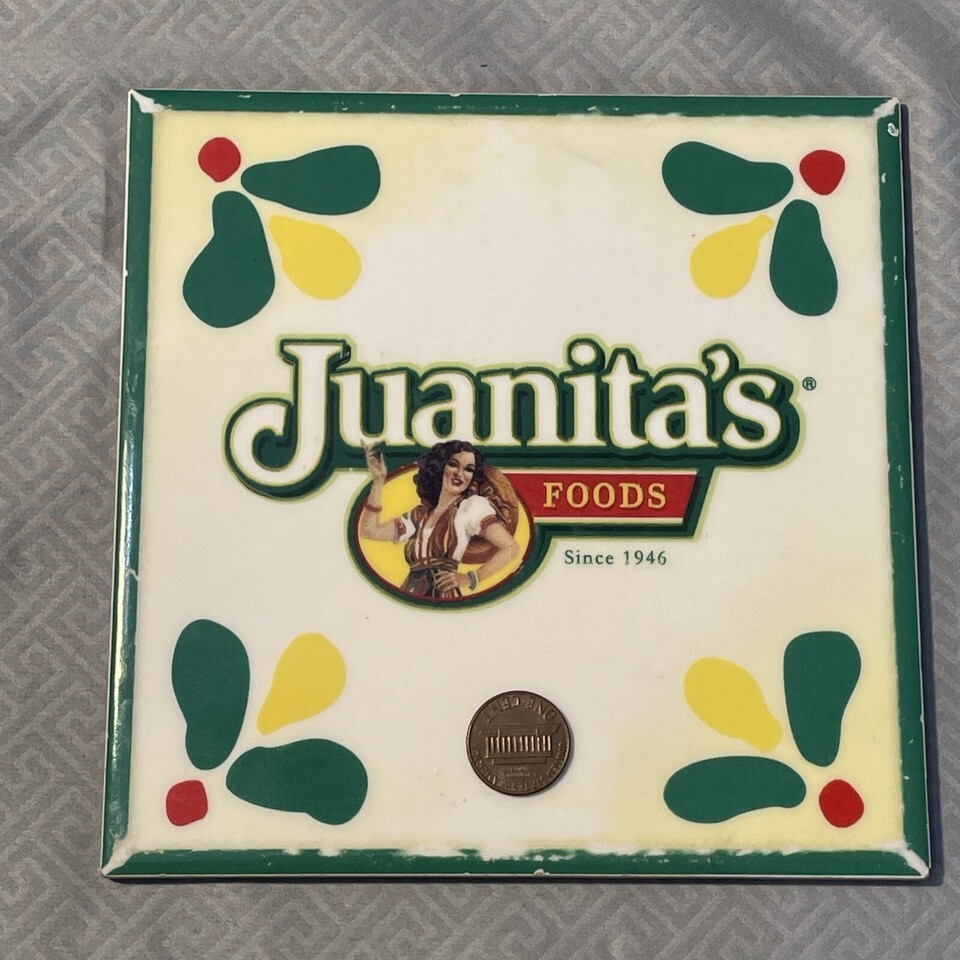 Juanita's®
FOODS
Since 1946
ONE CENT